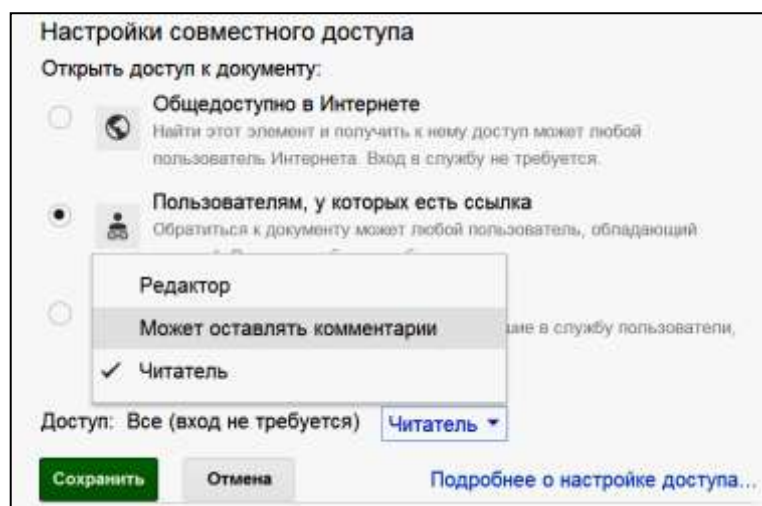 Настройки совместного доступа
Открыть доступ к документу:
Общедоступно в Интернете
Найти этот элемент и получить к нему доступ может любой
пользователь Интернета. Вход в службу не требуется.
Пользователям, у которых есть ссылка
Обратиться к документу может любой пользователь, обладающий
Редактор
Может оставлять комментарии
в службу пользователи,
Читатель
Доступ: Все (вход не требуется) Читатель
Сохранить Отмена Подробнее о настройке доступа...